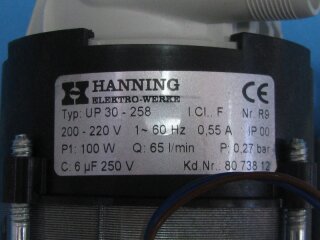 HANNING
ELEKTRO-WERKE
CE
Typ: UP 30 - 258 I.Cl.. F Nr. R9
200 - 220 V 1~ 60 Hz 0,55 A IP 00
P1: 100 W Q: 65 l/min P: 0,27 bar
C: 6 µF 250 V Kd Nr.: 80 738 12